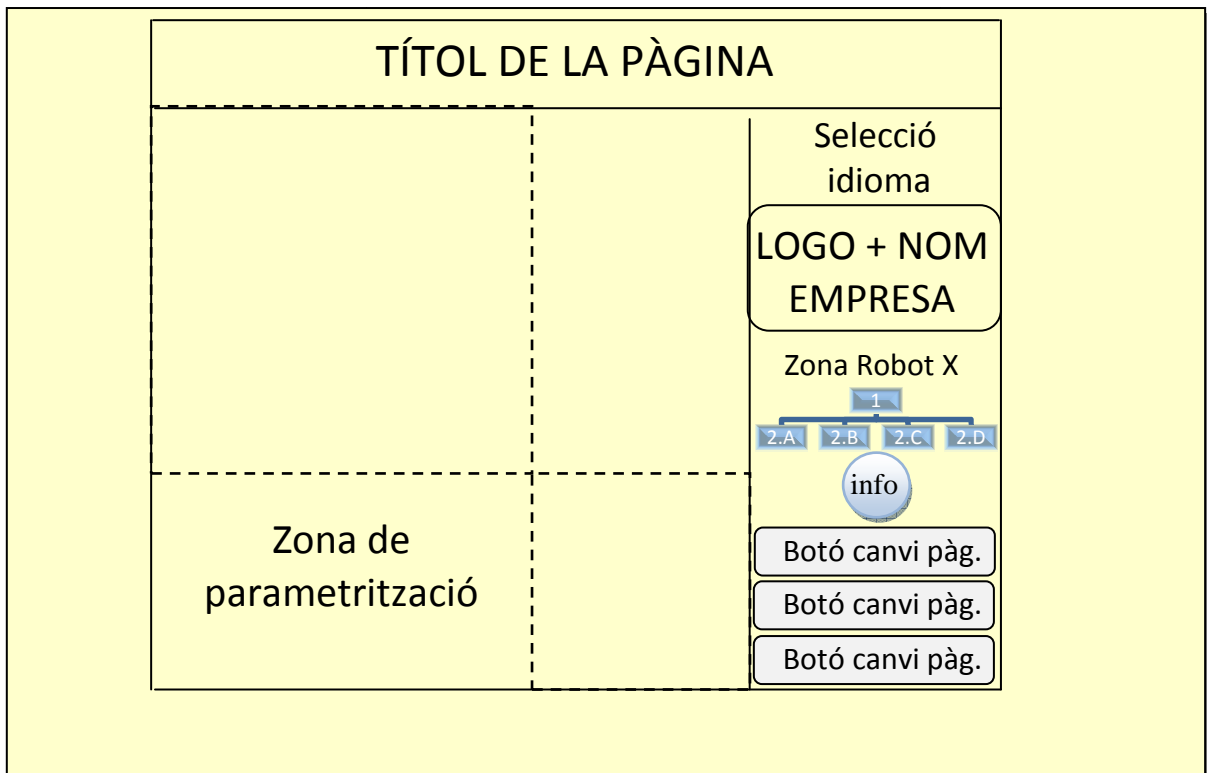 TÍTOL DE LA PÀGINA
Selecció
idioma
LOGO + NOM
EMPRESA
Zona Robot X
1
2.A 2.B 2.C 2.D
info
Zona de
parametrització
Botó canvi pàg.
Botó canvi pàg.
Botó canvi pàg.